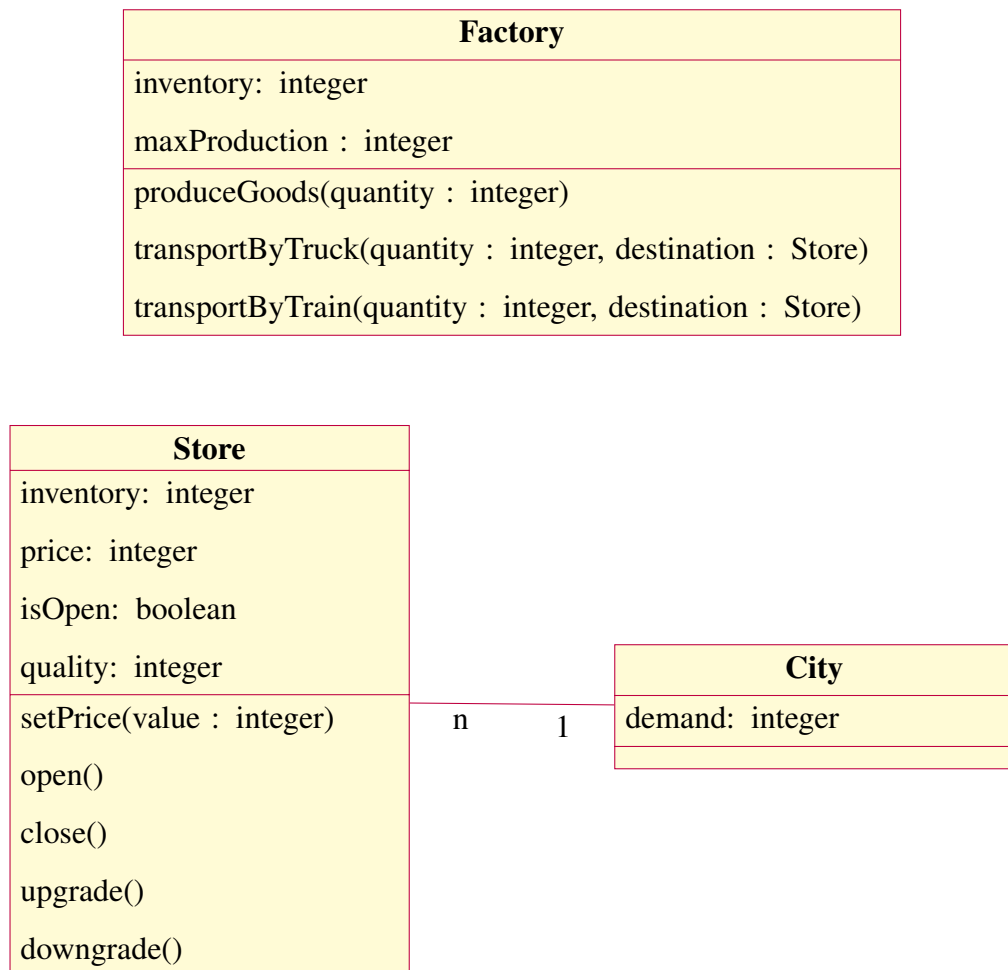 Factory
inventory: integer
maxProduction : integer
produceGoods(quantity : integer)
transportByTruck(quantity : integer, destination : Store)
transportByTrain(quantity : integer, destination : Store)
Store
inventory: integer
price: integer
isOpen: boolean
quality: integer
setPrice(value : integer)
open()
close()
upgrade()
downgrade()
n
1
City
demand: integer